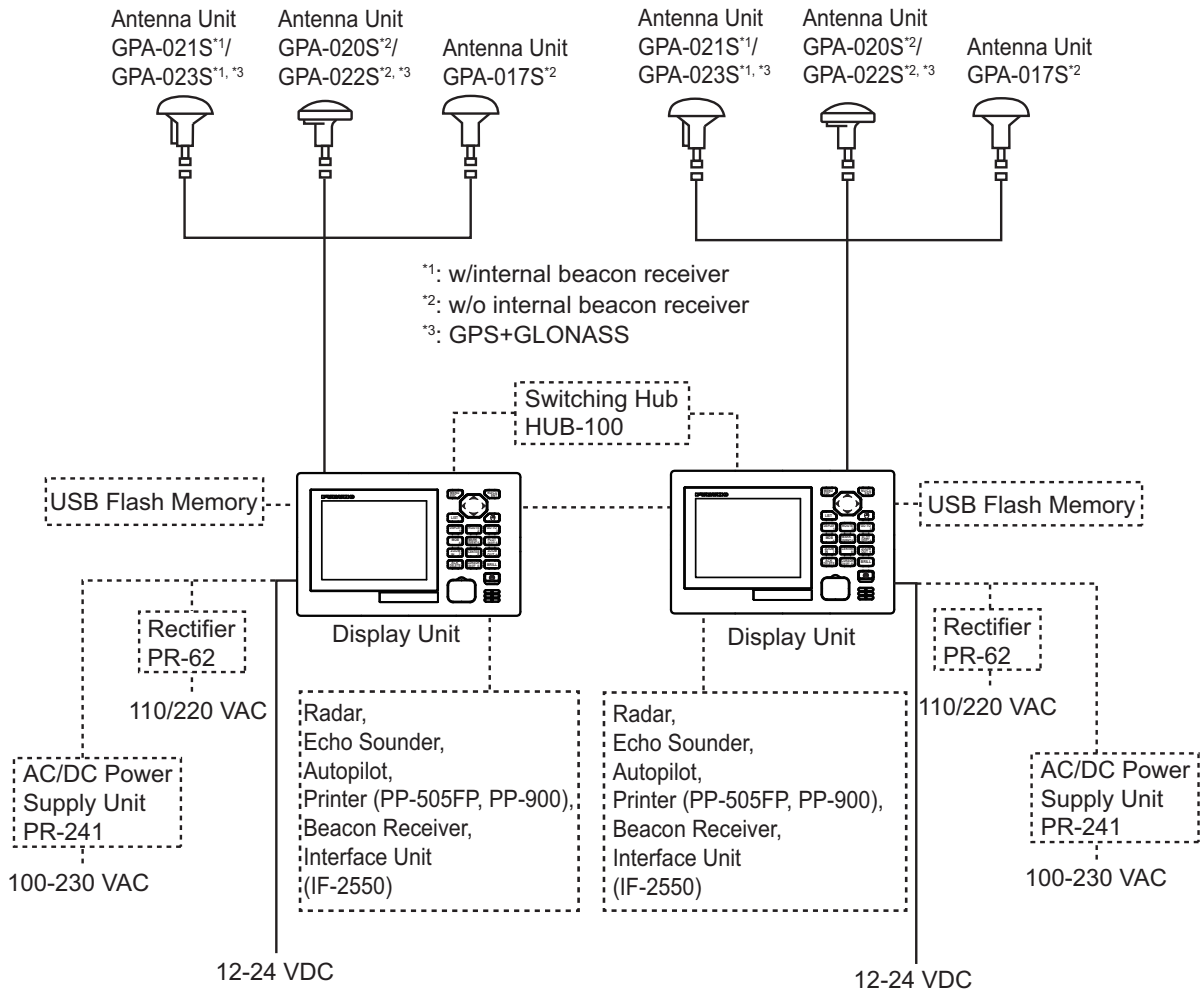 Antenna Unit
GPA-021S*1/
GPA-023S*1, *3
Antenna Unit
GPA-020S*2/
GPA-022S*2, *3
Antenna Unit
GPA-017S*2
Antenna Unit
GPA-021S*1/
GPA-023S*1, *3
Antenna Unit
GPA-020S*2/
GPA-022S*2, *3
Antenna Unit
GPA-017S*2
*1: w/internal beacon receiver
*2: w/o internal beacon receiver
*3: GPS+GLONASS
Switching Hub
HUB-100
USB Flash Memory
USB Flash Memory
Display Unit
Display Unit
Rectifier
PR-62
110/220 VAC
Rectifier
PR-62
110/220 VAC
AC/DC Power
Supply Unit
PR-241
100-230 VAC
Radar,
Echo Sounder,
Autopilot,
Printer (PP-505FP, PP-900),
Beacon Receiver,
Interface Unit
(IF-2550)
Radar,
Echo Sounder,
Autopilot,
Printer (PP-505FP, PP-900),
Beacon Receiver,
Interface Unit
(IF-2550)
AC/DC Power
Supply Unit
PR-241
100-230 VAC
12-24 VDC
12-24 VDC